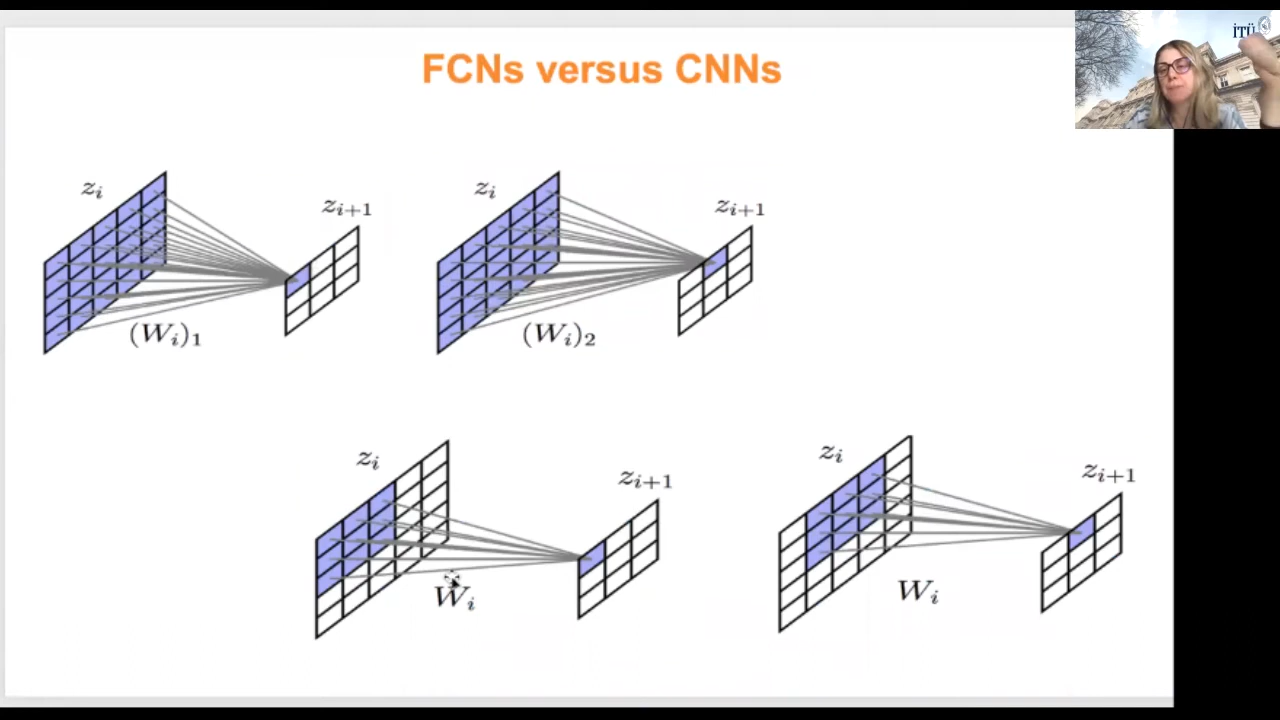 FCNs versus CNNs
İTÜ
z_i
z_{i+1}
(W_i)_1
z_i
z_{i+1}
(W_i)_2
z_i
z_{i+1}
W_i
z_i
z_{i+1}
W_i